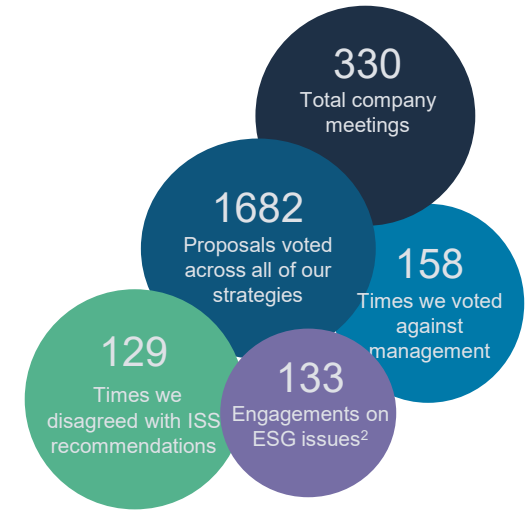 330
Total company
meetings
1682
Proposals voted
across all of our
strategies
158
Times we voted
against
management
129
Times we
disagreed with ISS
recommendations
133
Engagements on
ESG issues²